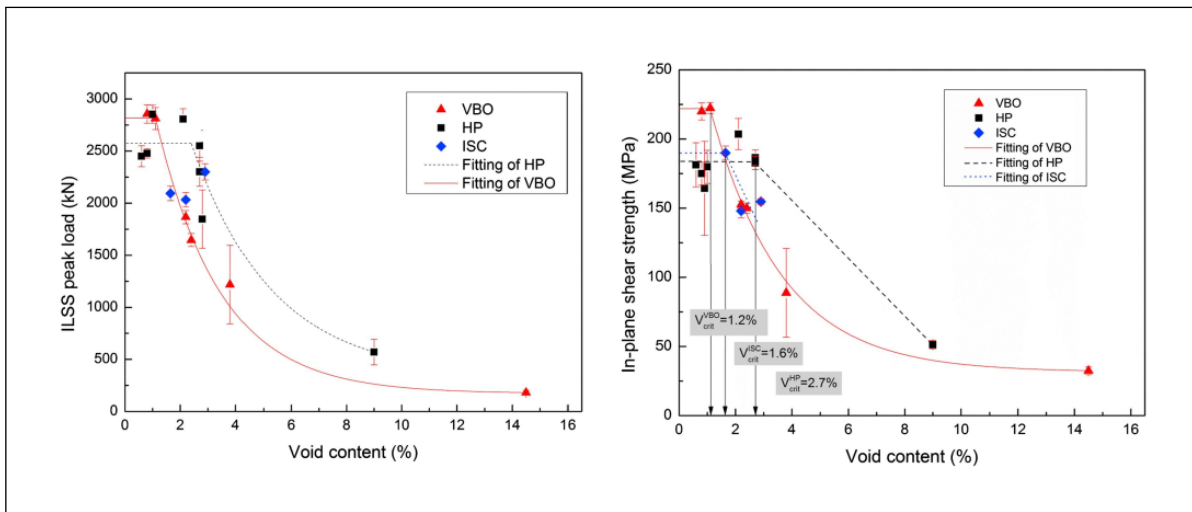 3000
2500
2000
1500
1000
500
0
0 2 4 6 8 10 12 14 16
ILSS peak load (kN)
Void content (%)
VBO
HP
ISC
Fitting of HP
Fitting of VBO
250
200
150
100
50
0
0 2 4 6 8 10 12 14 16
In-plane shear strength (MPa)
Void content (%)
VBO
HP
ISC
Fitting of VBO
Fitting of HP
Fitting of ISC
V_crit^VBO=1.2%
V_crit^ISC=1.6%
V_crit^HP=2.7%